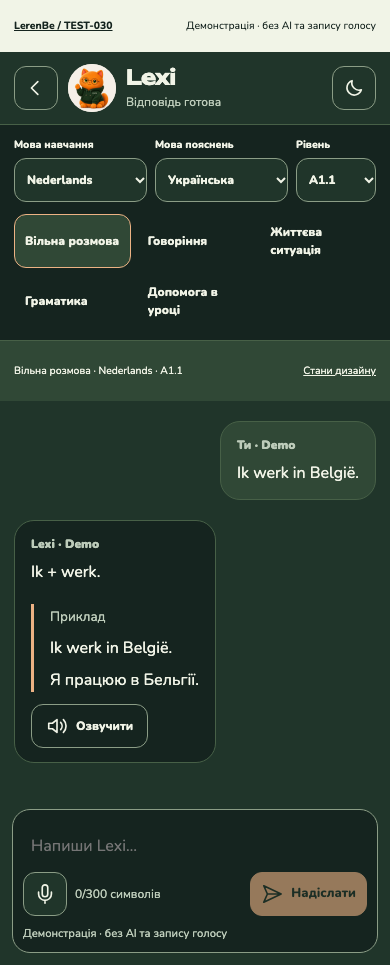 LerenBe / TEST-030
Демонстрація · без AI та запису голосу
Lexi
Відповідь готова
Мова навчання
Мова пояснень
Рівень
Nederlands
Українська
A1.1
Вільна розмова
Говоріння
Життєва
ситуація
Граматика
Допомога в
уроці
Вільна розмова · Nederlands · A1.1
Стани дизайну
Ти · Demo
Ik werk in België.
Lexi · Demo
Ik + werk.
Приклад
Ik werk in België.
Я працюю в Бельгії.
Озвучити
Напиши Lexi...
0/300 символів
Надіслати
Демонстрація · без AI та запису голосу